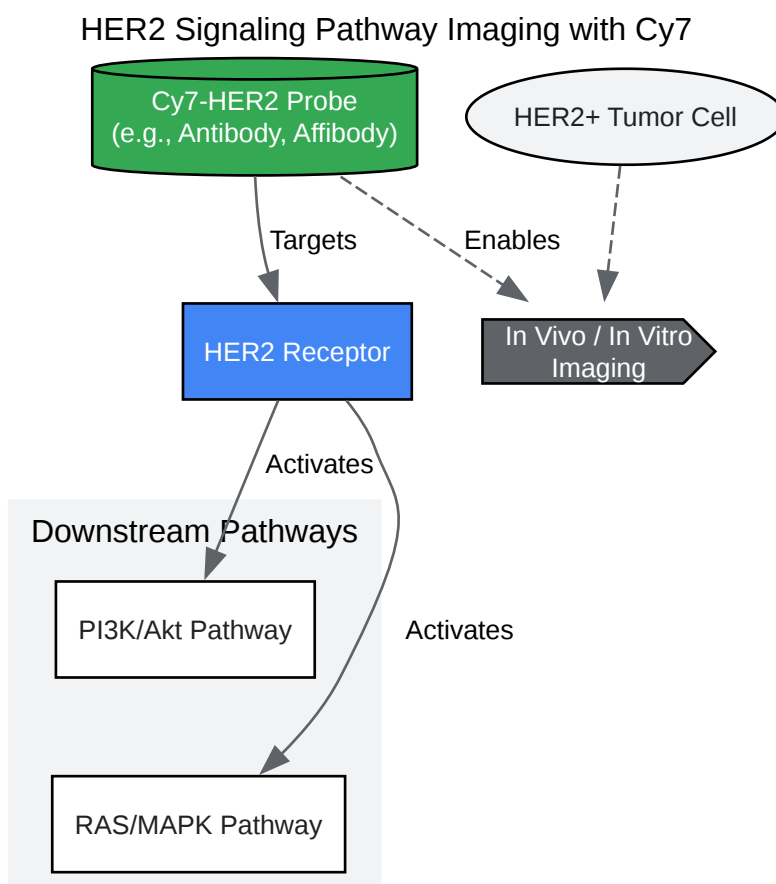 HER2 Signaling Pathway Imaging with Cy7
Cy7-HER2 Probe
(e.g., Antibody, Affibody)
HER2+ Tumor Cell
Targets
Enables
HER2 Receptor
In Vivo / In Vitro
Imaging
Activates
Downstream Pathways
PI3K/Akt Pathway
Activates
RAS/MAPK Pathway